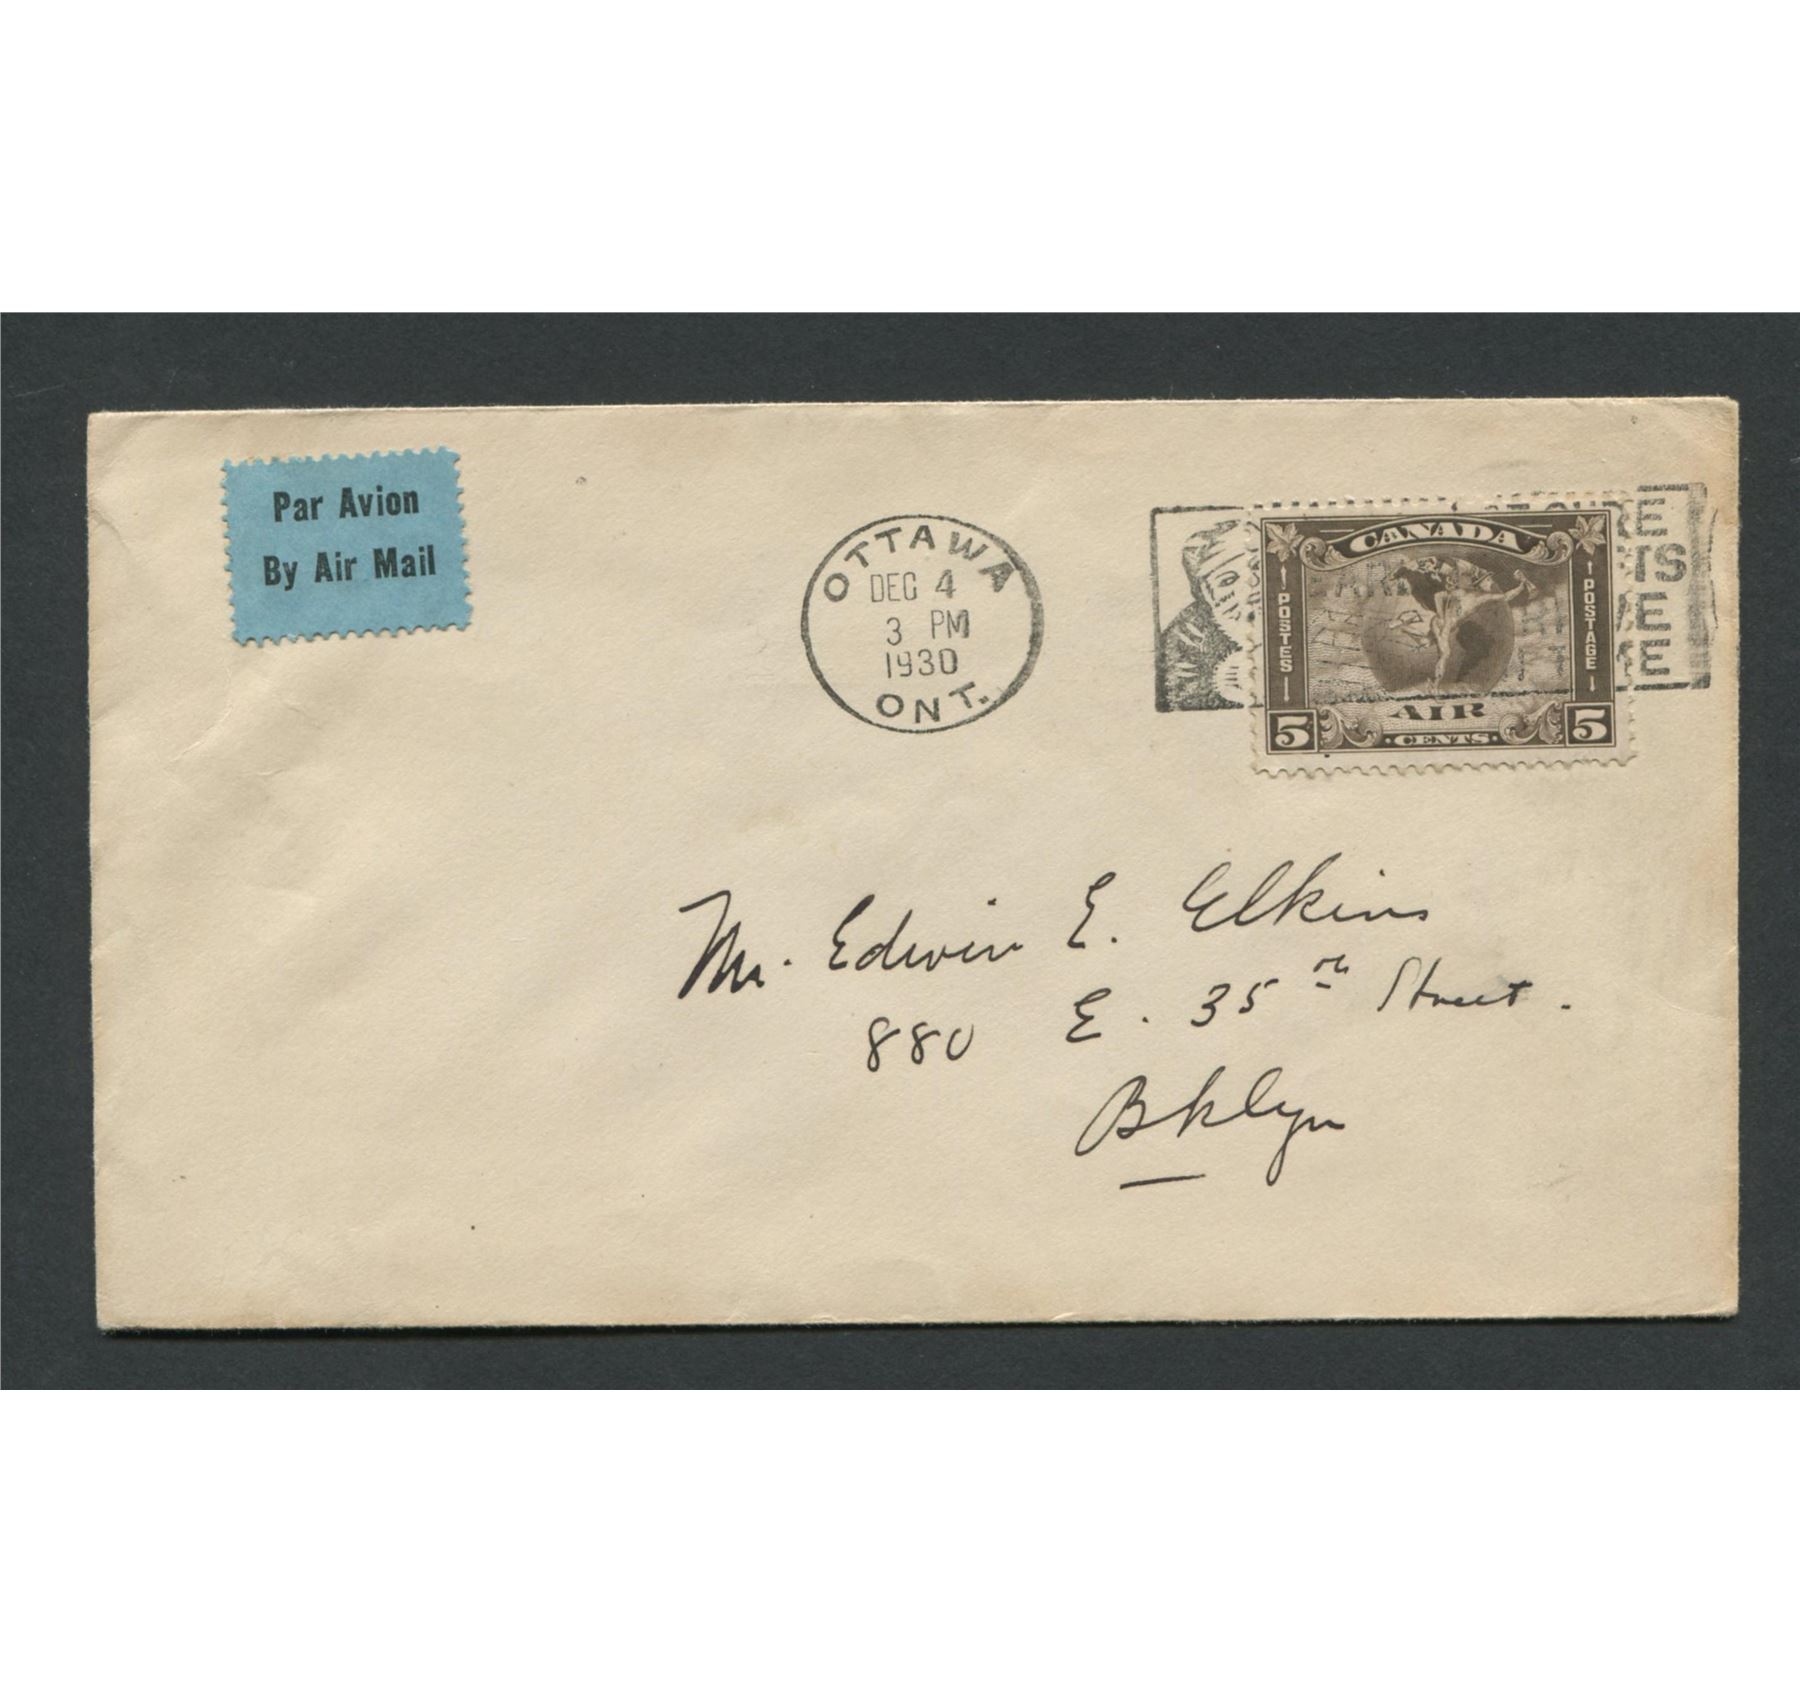 Par Avion
By Air Mail
OTTAWA
DEC 4
3 PM
1930
ONT.
CANADA
POSTES
POSTAGE
AIR
5 CENTS 5
Mr. Edwin E. Elkins
880 E. 35th Street.
Bklyn